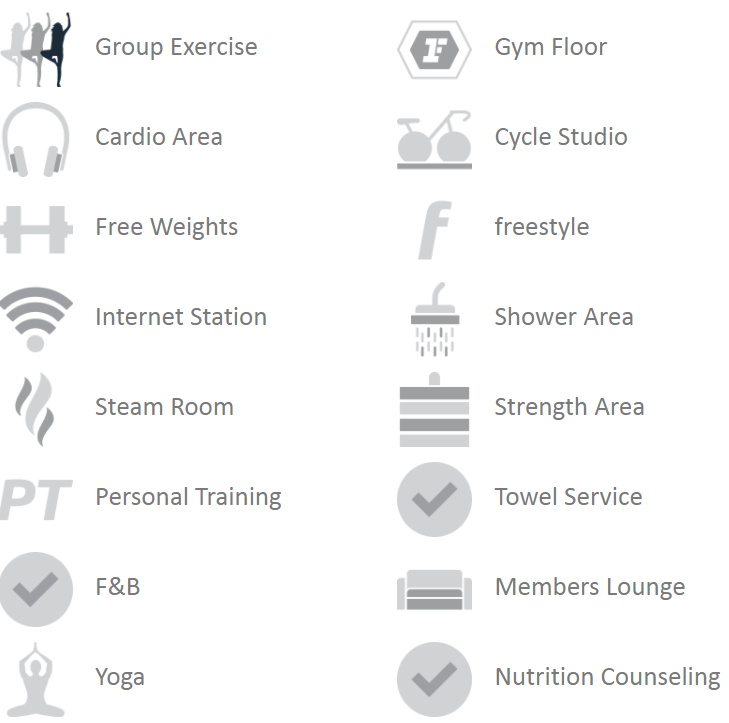 Group Exercise
Gym Floor
Cardio Area
Cycle Studio
Free Weights
f
freestyle
Internet Station
Shower Area
Steam Room
Strength Area
PT
Personal Training
Towel Service
F&B
Members Lounge
Yoga
Nutrition Counseling